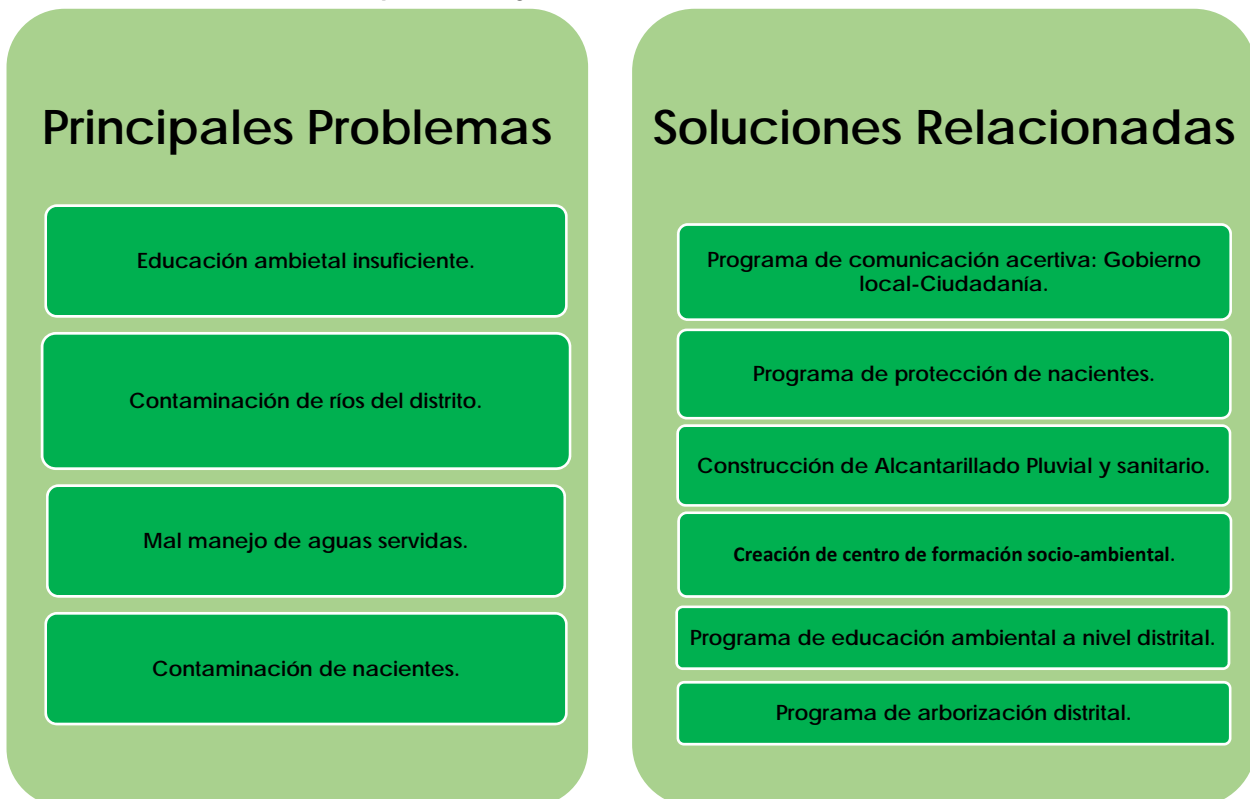 Principales Problemas
Educación ambietal insuficiente.
Contaminación de ríos del distrito.
Mal manejo de aguas servidas.
Contaminación de nacientes.
Soluciones Relacionadas
Programa de comunicación acertiva: Gobierno
local-Ciudadanía.
Programa de protección de nacientes.
Construcción de Alcantarillado Pluvial y sanitario.
Creación de centro de formación socio-ambiental.
Programa de educación ambiental a nivel distrital.
Programa de arborización distrital.